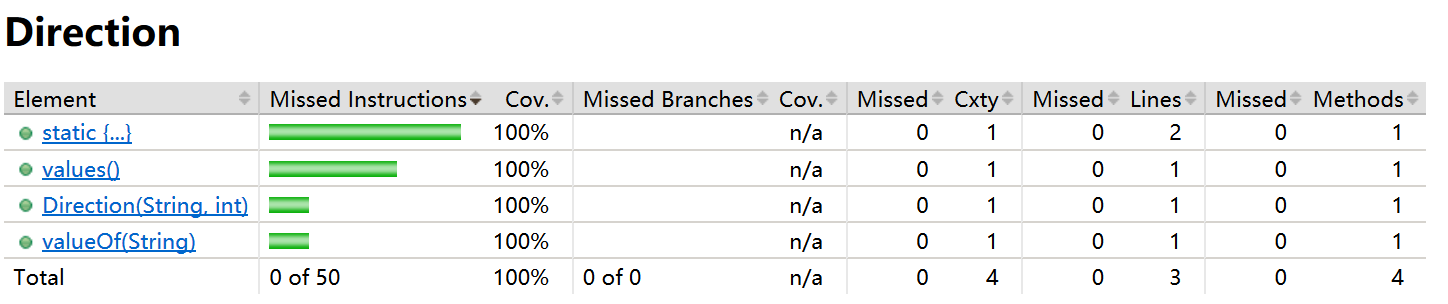 Direction
Element Missed Instructions Cov. Missed Branches Cov. Missed Cxty Missed Lines Missed Methods
static {...} 100% n/a 0 1 0 2 0 1
values() 100% n/a 0 1 0 1 0 1
Direction(String, int) 100% n/a 0 1 0 1 0 1
valueOf(String) 100% n/a 0 1 0 1 0 1
Total 0 of 50 100% 0 of 0 n/a 0 4 0 3 0 4